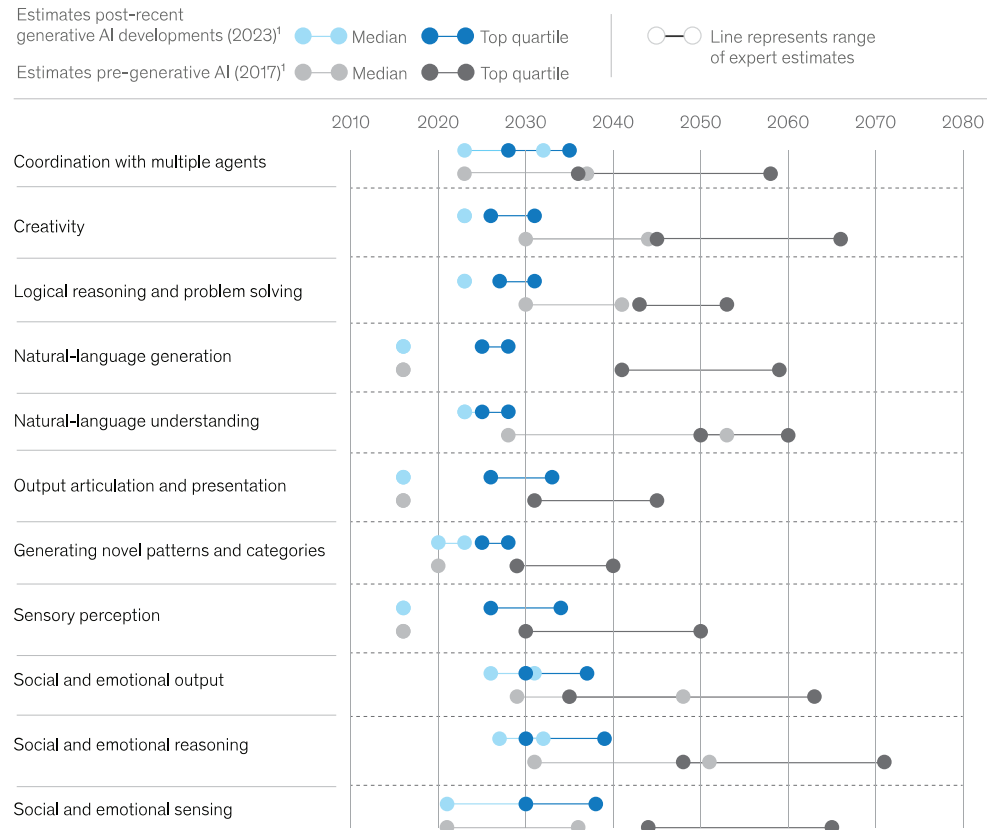 Estimates post-recent
generative AI developments (2023)¹ Median Top quartile
Line represents range
of expert estimates
Estimates pre-generative AI (2017)¹ Median Top quartile
2010 2020 2030 2040 2050 2060 2070 2080
Coordination with multiple agents
Creativity
Logical reasoning and problem solving
Natural-language generation
Natural-language understanding
Output articulation and presentation
Generating novel patterns and categories
Sensory perception
Social and emotional output
Social and emotional reasoning
Social and emotional sensing